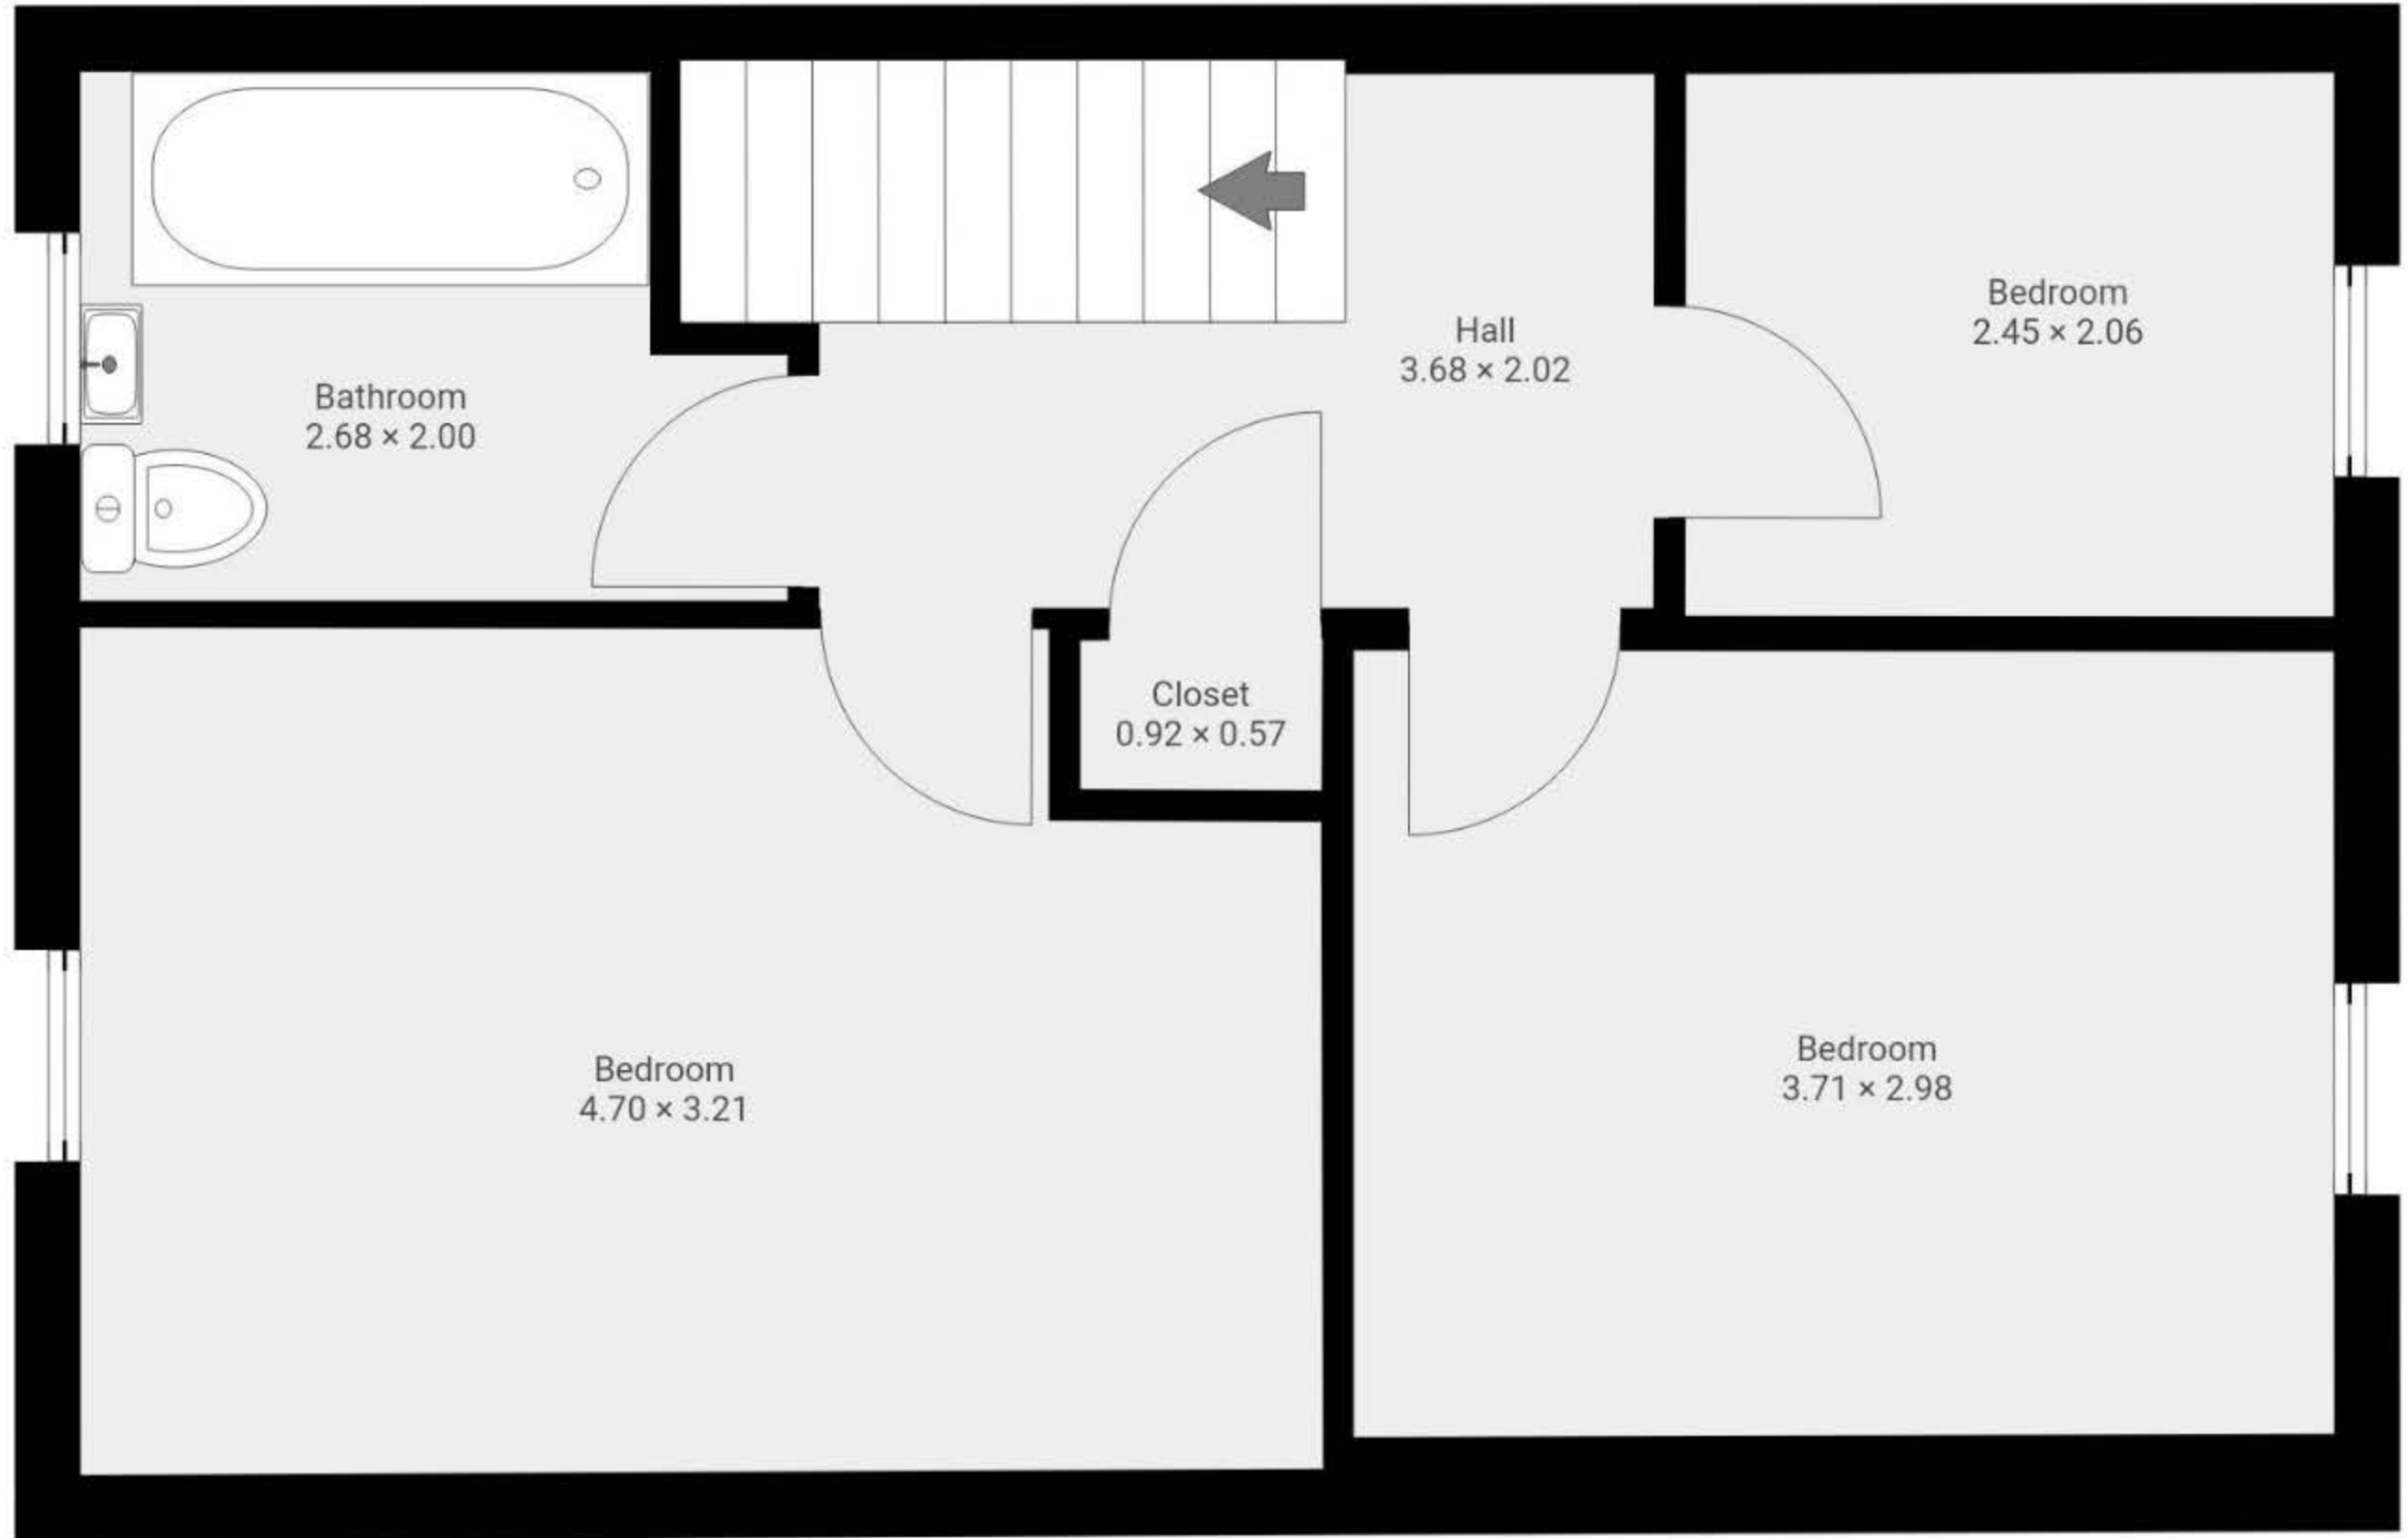 Bathroom
2.68 × 2.00
Hall
3.68 × 2.02
Bedroom
2.45 × 2.06
Closet
0.92 × 0.57
Bedroom
4.70 × 3.21
Bedroom
3.71 × 2.98